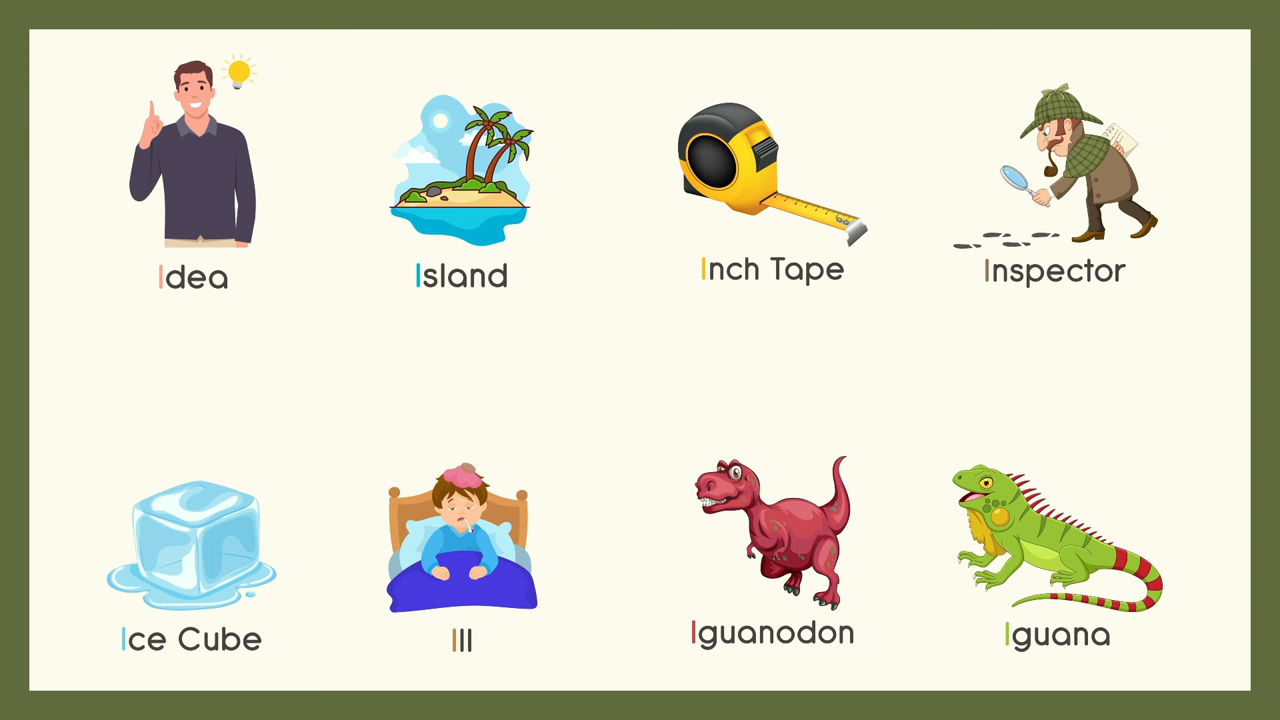 Idea
Island
Inch Tape
Inspector
Ice Cube
Ill
Iguanodon
Iguana